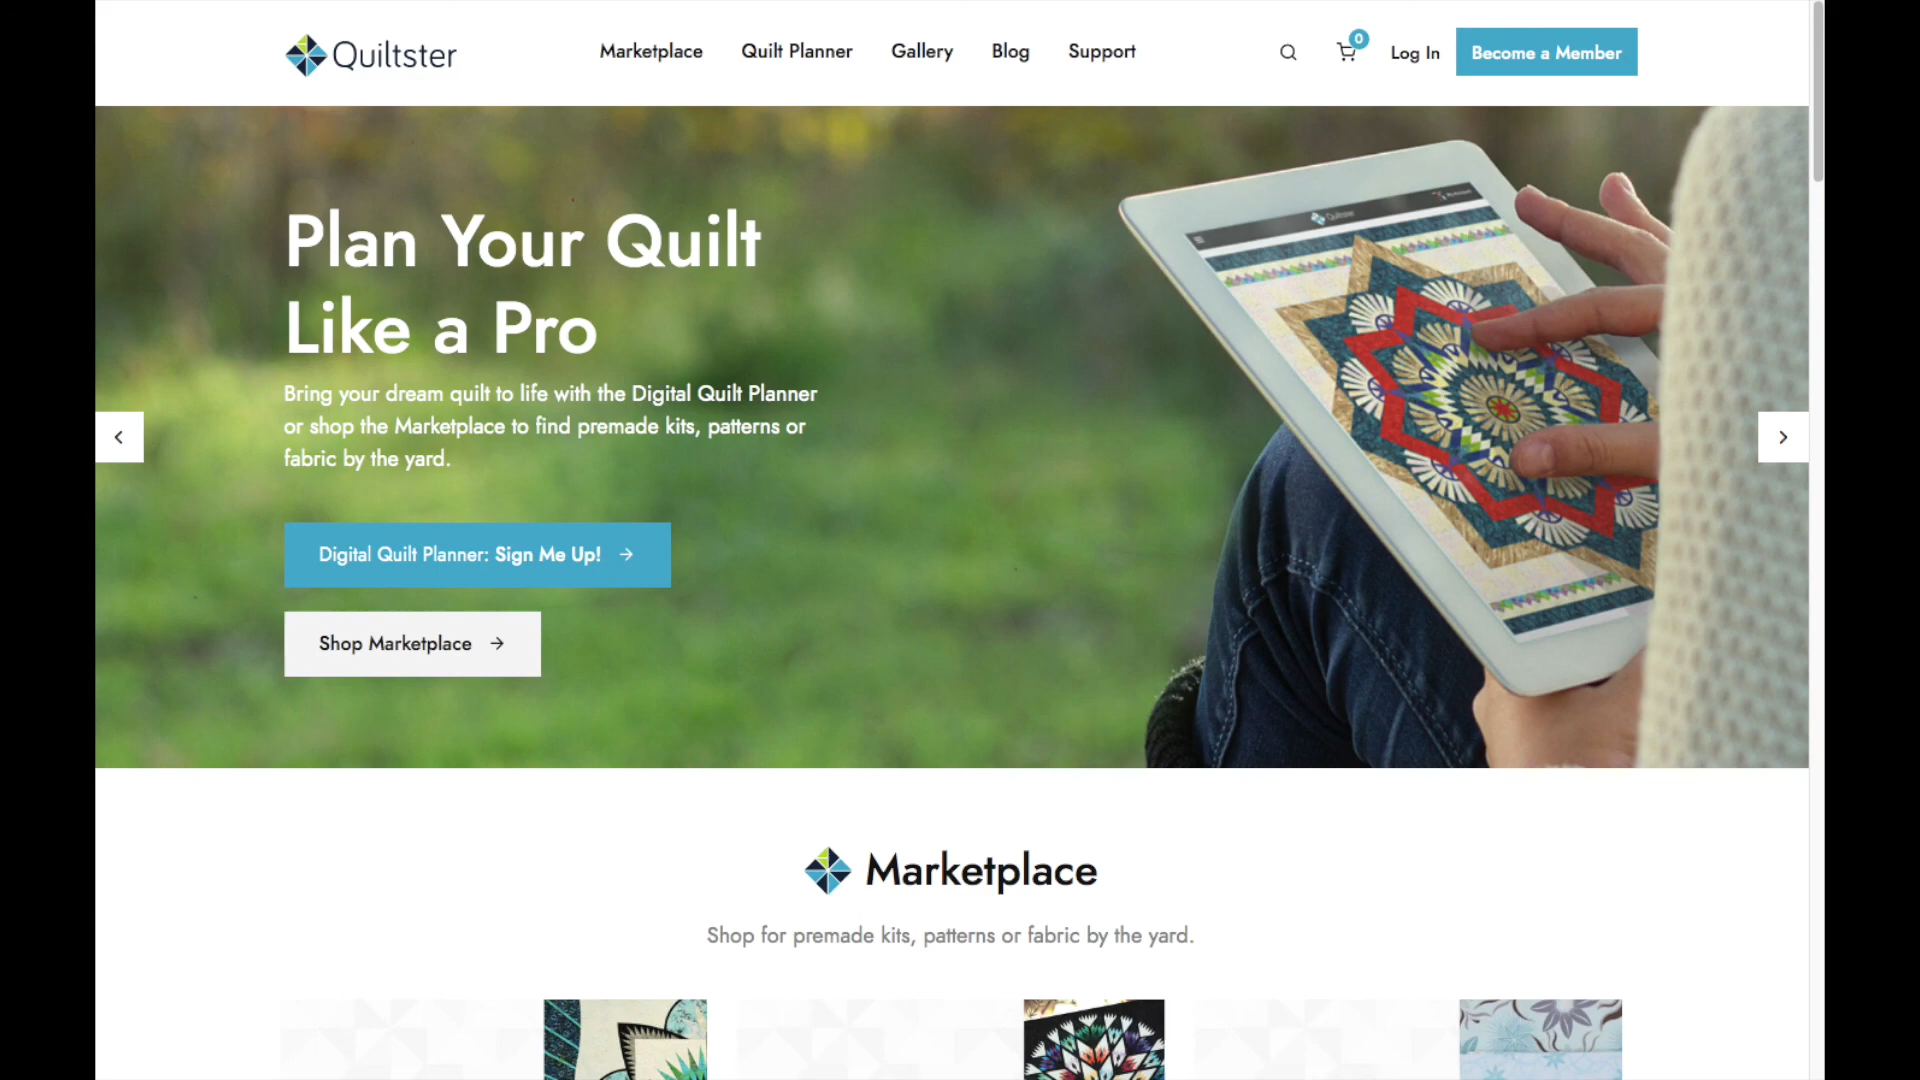 Quiltster
Marketplace
Quilt Planner
Gallery
Blog
Support
0
Log In
Become a Member
Plan Your Quilt
Like a Pro
Bring your dream quilt to life with the Digital Quilt Planner
or shop the Marketplace to find premade kits, patterns or
fabric by the yard.
Digital Quilt Planner: Sign Me Up!
Shop Marketplace
Quiltster
Marketplace
Shop for premade kits, patterns or fabric by the yard.